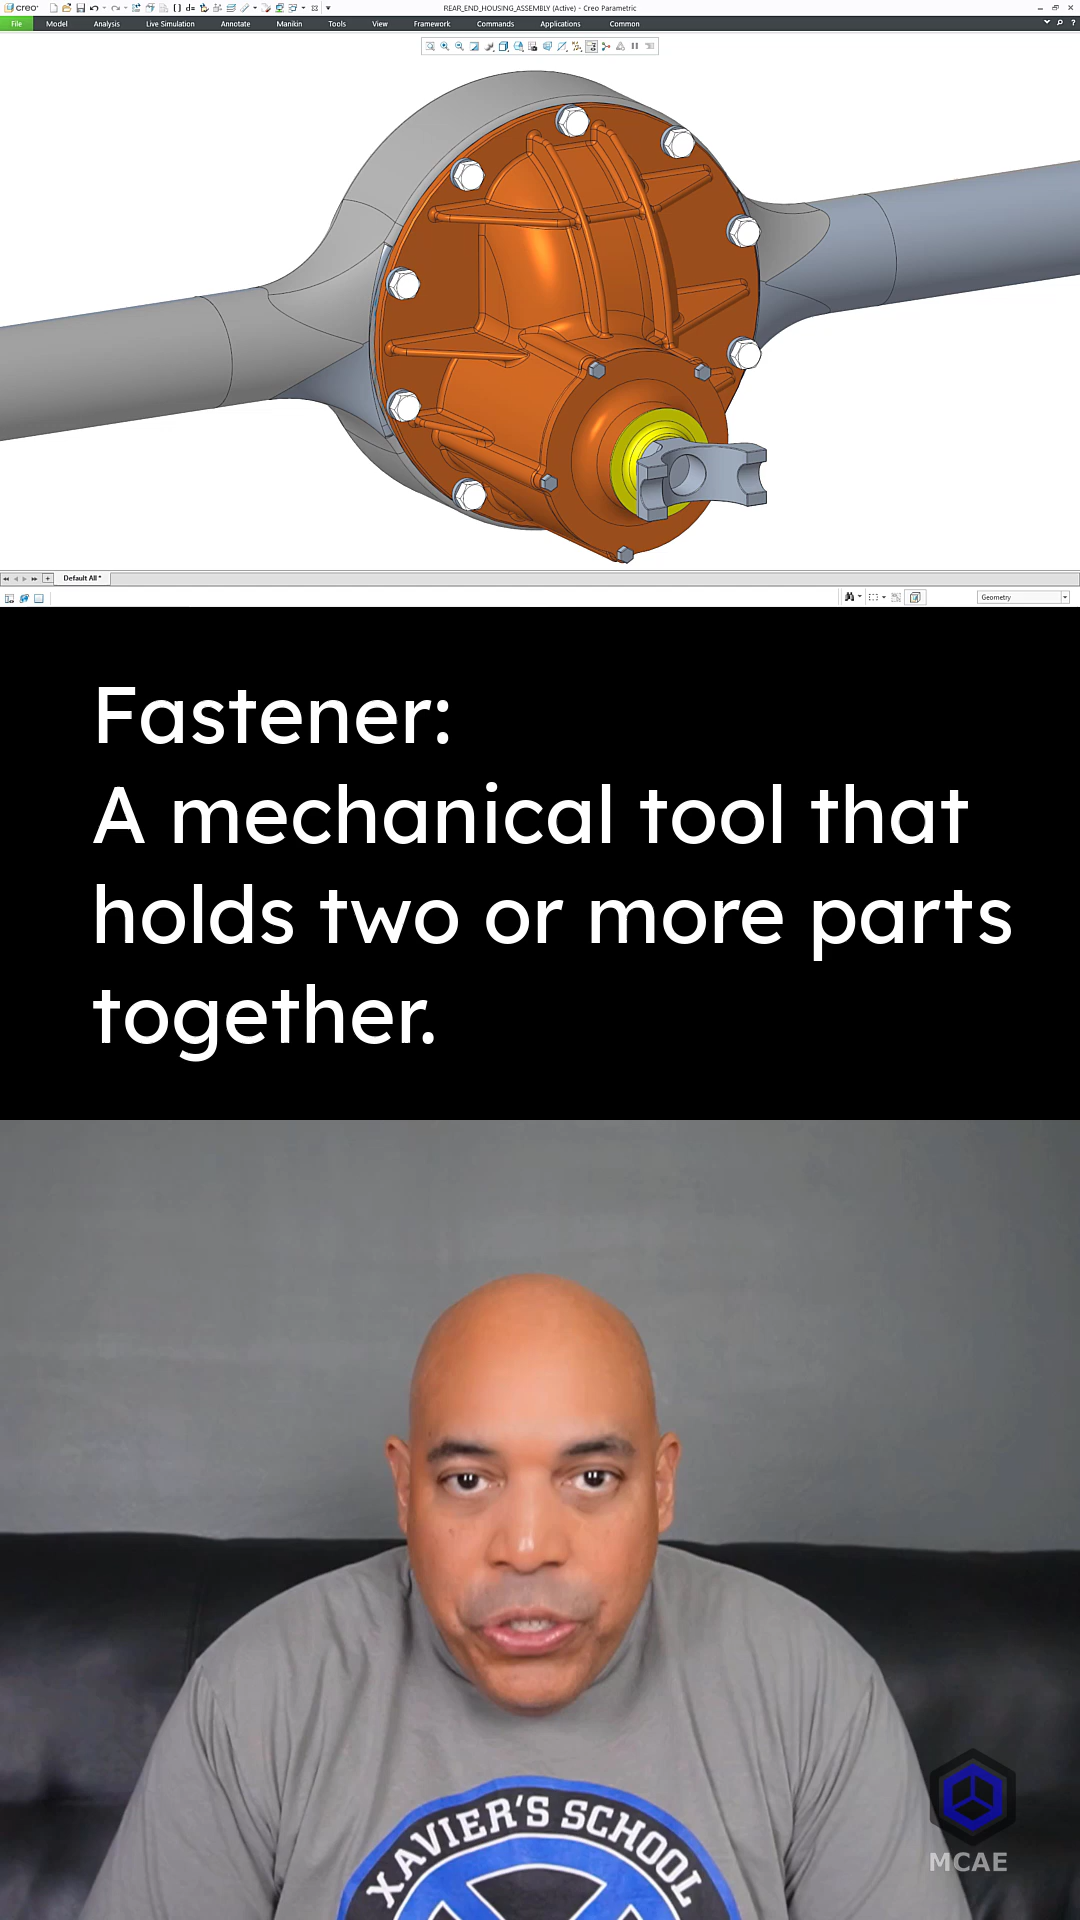 creo
REAR_END_HOUSING_ASSEMBLY (Active) - Creo Parametric
File Model Analysis Live Simulation Annotate Manikin Tools View Framework Commands Applications Common
Default All *
Geometry
Fastener:
A mechanical tool that
holds two or more parts
together.
XAVIER'S SCHOOL
MCAE